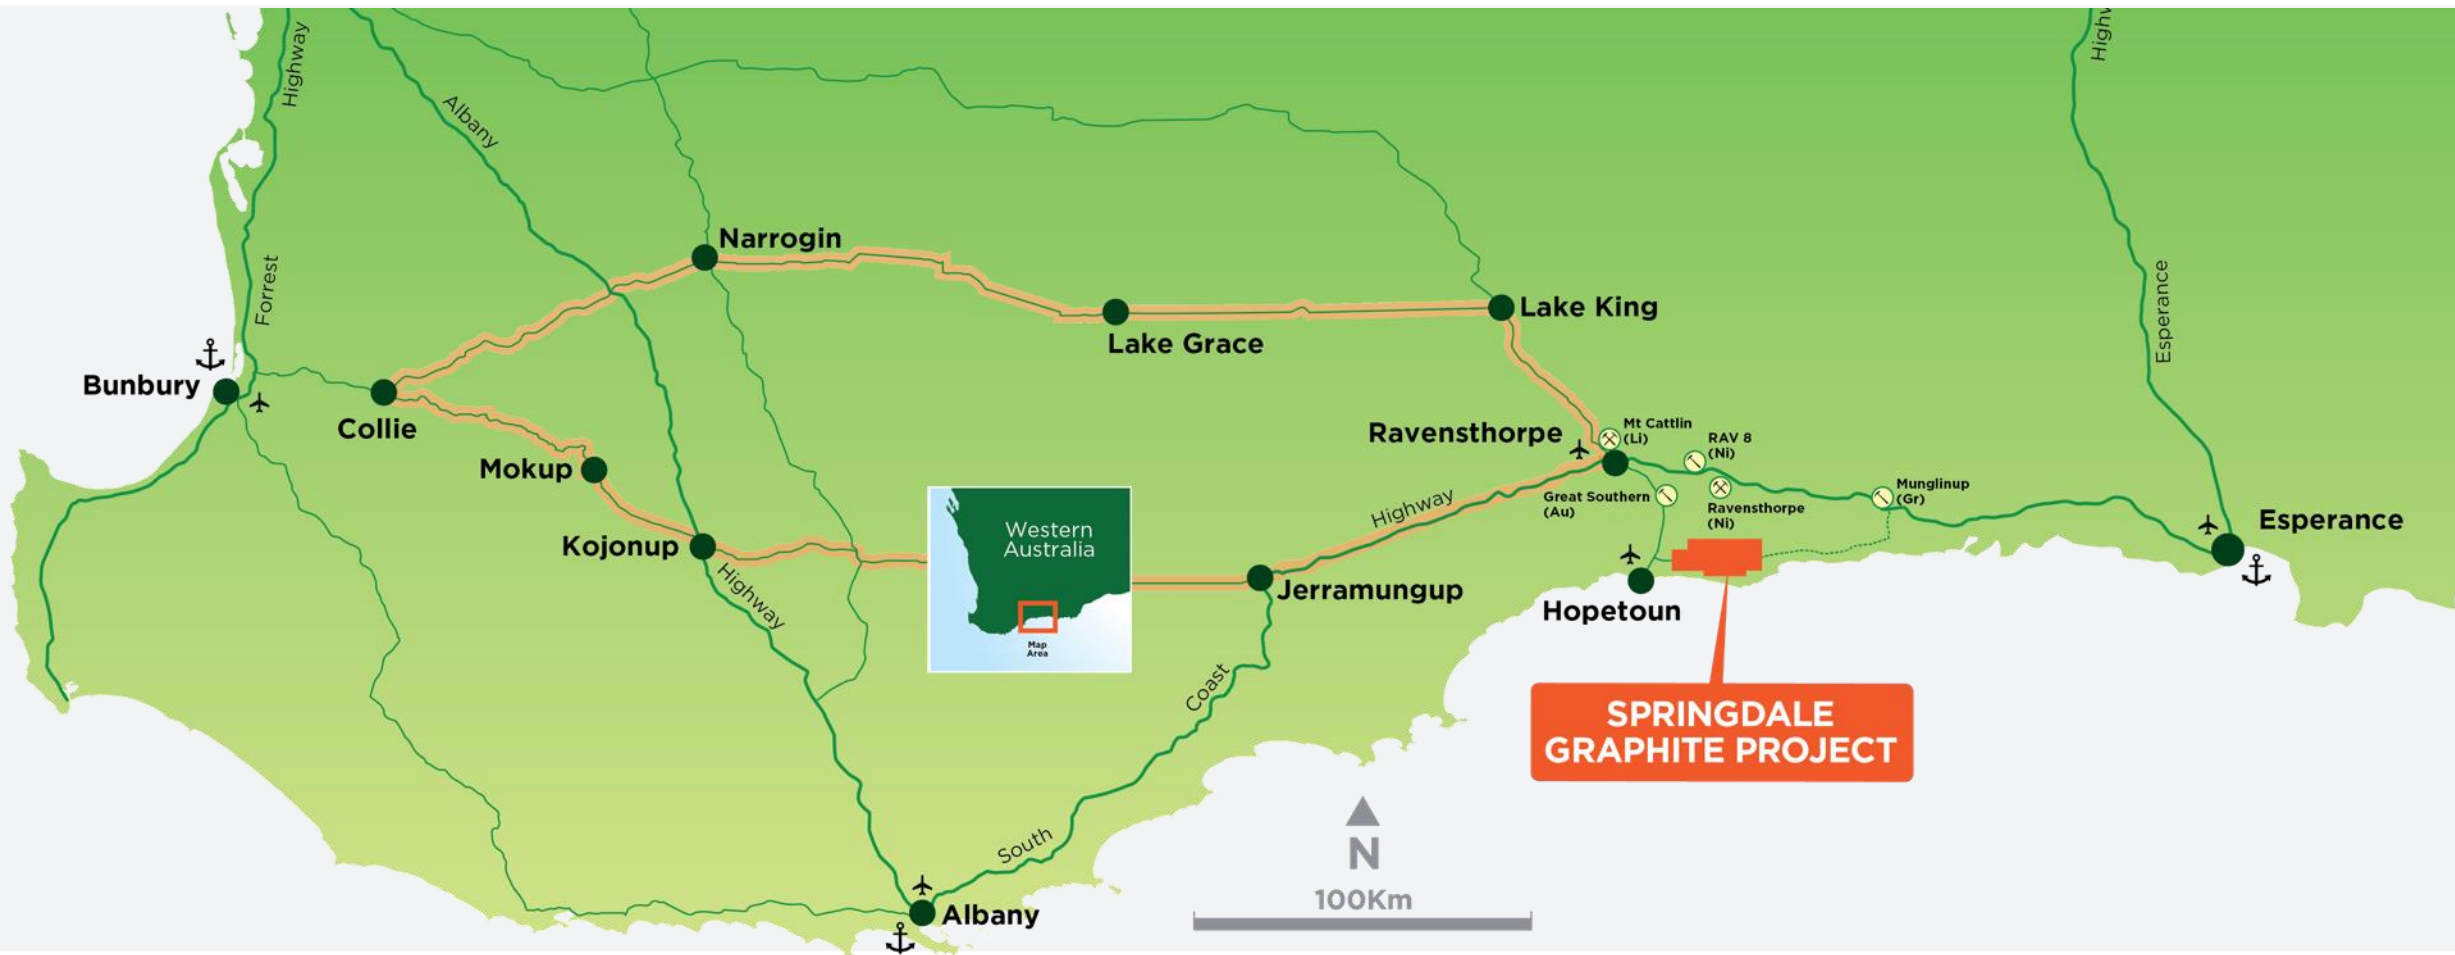 Highway
Highw
Albany
Narrogin
Forrest
Esperance
Lake King
Lake Grace
Bunbury
Collie
Ravensthorpe
Mt Cattlin
(Li)
RAV 8
(Ni)
Mokup
Great Southern
(Au)
Highway
Ravensthorpe
(Ni)
Munglinup
(Gr)
Esperance
Kojonup
Western
Australia
Map
Area
Highway
Jerramungup
Hopetoun
Coast
SPRINGDALE
GRAPHITE PROJECT
South
N
100Km
Albany